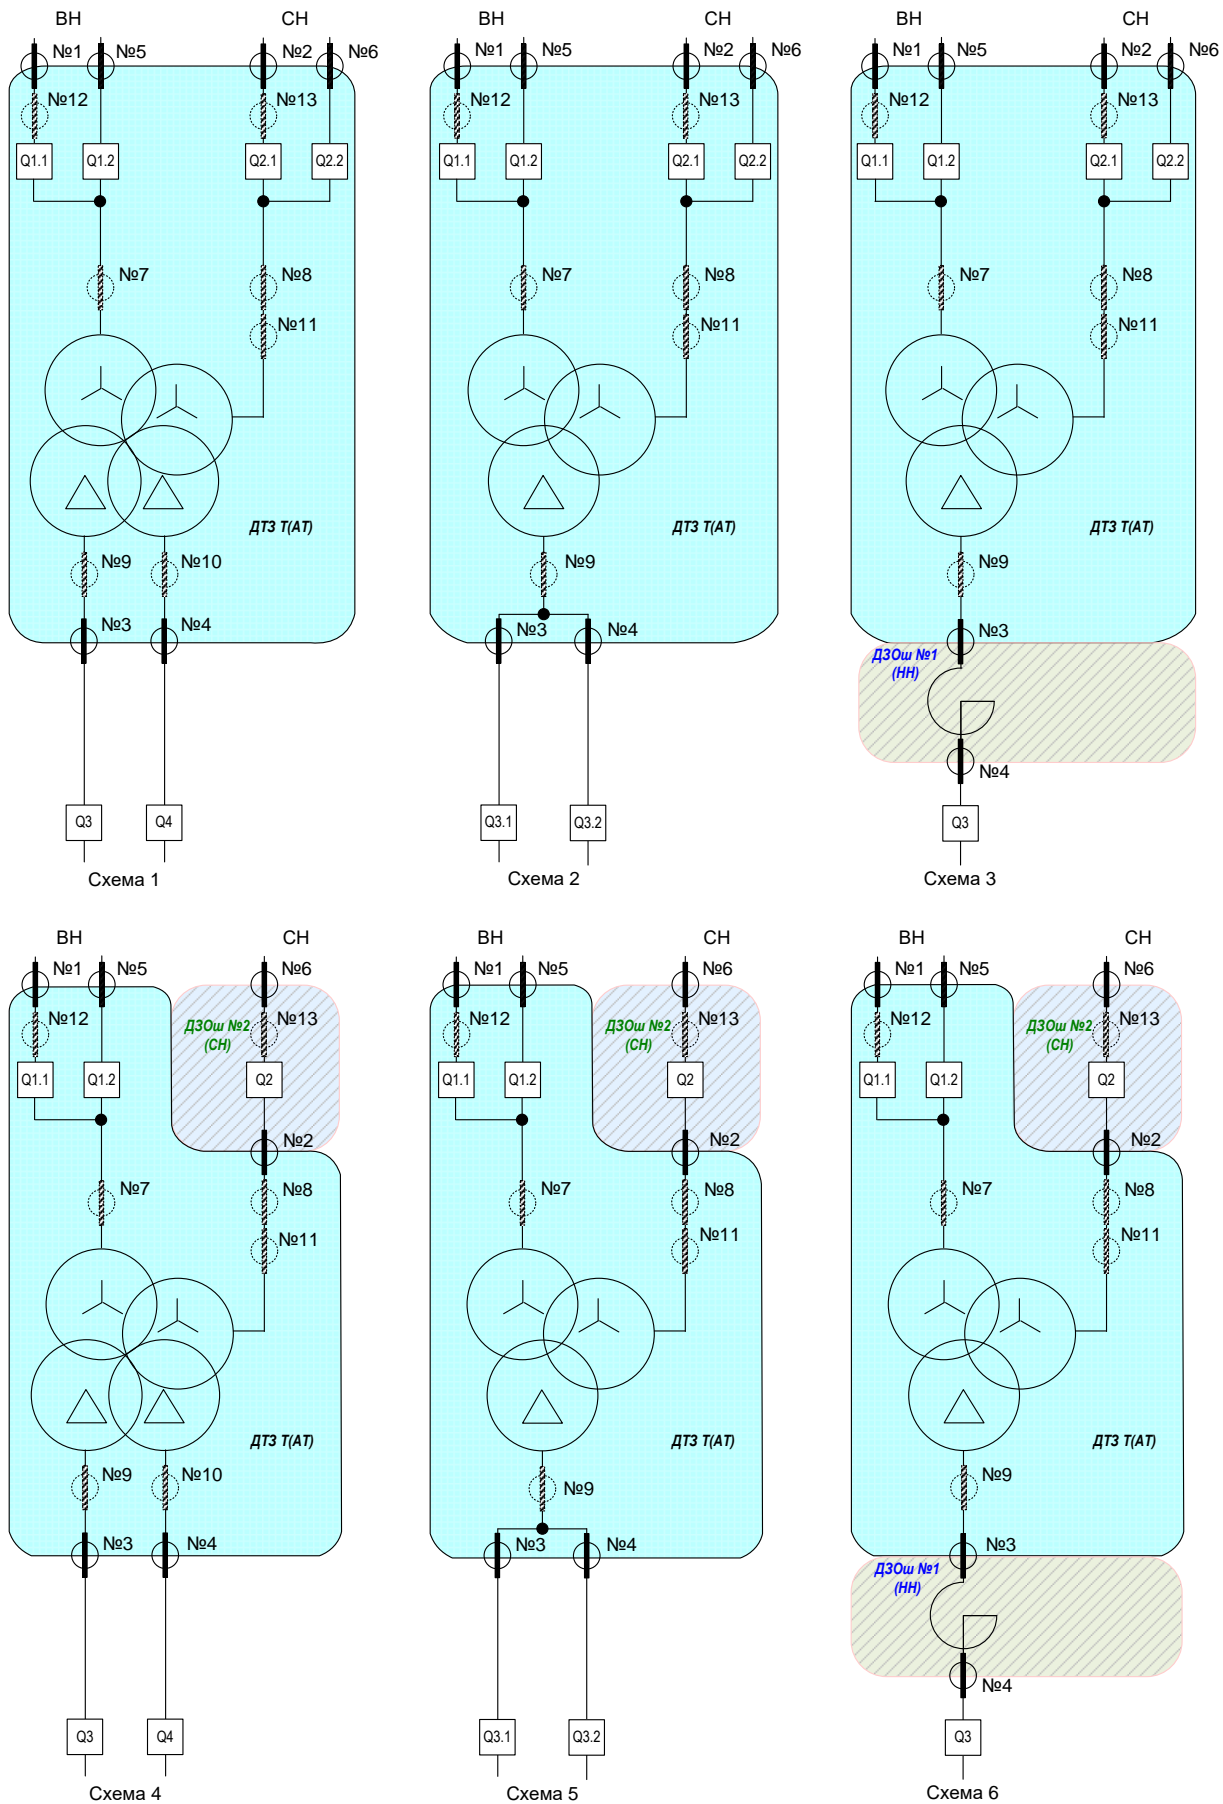 ВН СН
№1 №5 №2 №6
№12 №13
Q1.1 Q1.2 Q2.1 Q2.2
№7 №8
№11
ДТЗ Т(АТ)
№9 №10
№3 №4
Q3 Q4
Схема 1
ВН СН
№1 №5 №2 №6
№12 №13
Q1.1 Q1.2 Q2.1 Q2.2
№7 №8
№11
ДТЗ Т(АТ)
№9
№3 №4
Q3.1 Q3.2
Схема 2
ВН СН
№1 №5 №2 №6
№12 №13
Q1.1 Q1.2 Q2.1 Q2.2
№7 №8
№11
ДТЗ Т(АТ)
№9
№3
ДЗОш №1
(НН)
№4
Q3
Схема 3
ВН СН
№1 №5 №6
№12 ДЗОш №2 №13
(СН)
Q1.1 Q1.2 Q2
№2
№7 №8
№11
ДТЗ Т(АТ)
№9 №10
№3 №4
Q3 Q4
Схема 4
ВН СН
№1 №5 №6
№12 ДЗОш №2 №13
(СН)
Q1.1 Q1.2 Q2
№2
№7 №8
№11
ДТЗ Т(АТ)
№9
№3 №4
Q3.1 Q3.2
Схема 5
ВН СН
№1 №5 №6
№12 ДЗОш №2 №13
(СН)
Q1.1 Q1.2 Q2
№2
№7 №8
№11
ДТЗ Т(АТ)
№9
№3
ДЗОш №1
(НН)
№4
Q3
Схема 6